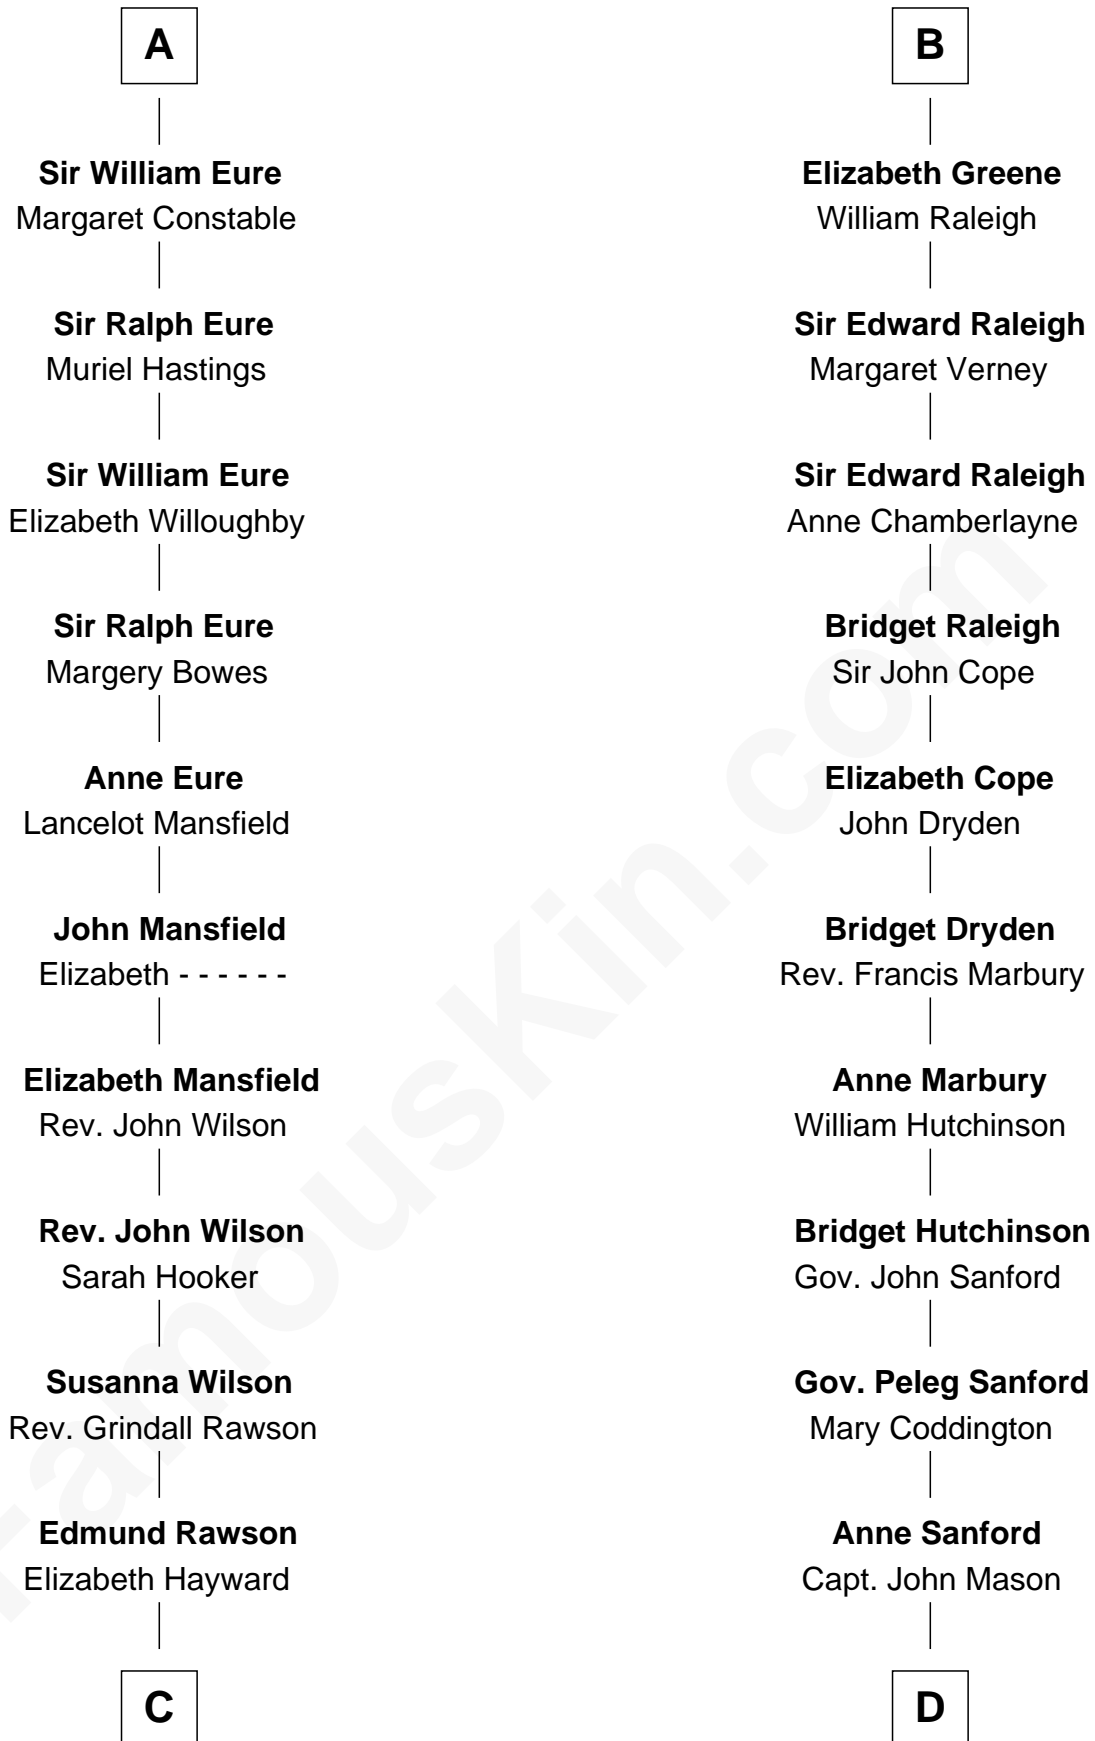 A
Sir William Eure
Margaret Constable
Sir Ralph Eure
Muriel Hastings
Sir William Eure
Elizabeth Willoughby
Sir Ralph Eure
Margery Bowes
Anne Eure
Lancelot Mansfield
John Mansfield
Elizabeth - - - - - -
Elizabeth Mansfield
Rev. John Wilson
Rev. John Wilson
Sarah Hooker
Susanna Wilson
Rev. Grindall Rawson
Edmund Rawson
Elizabeth Hayward
C
B
Elizabeth Greene
William Raleigh
Sir Edward Raleigh
Margaret Verney
Sir Edward Raleigh
Anne Chamberlayne
Bridget Raleigh
Sir John Cope
Elizabeth Cope
John Dryden
Bridget Dryden
Rev. Francis Marbury
Anne Marbury
William Hutchinson
Bridget Hutchinson
Gov. John Sanford
Gov. Peleg Sanford
Mary Coddington
Anne Sanford
Capt. John Mason
D
FamousKin.com